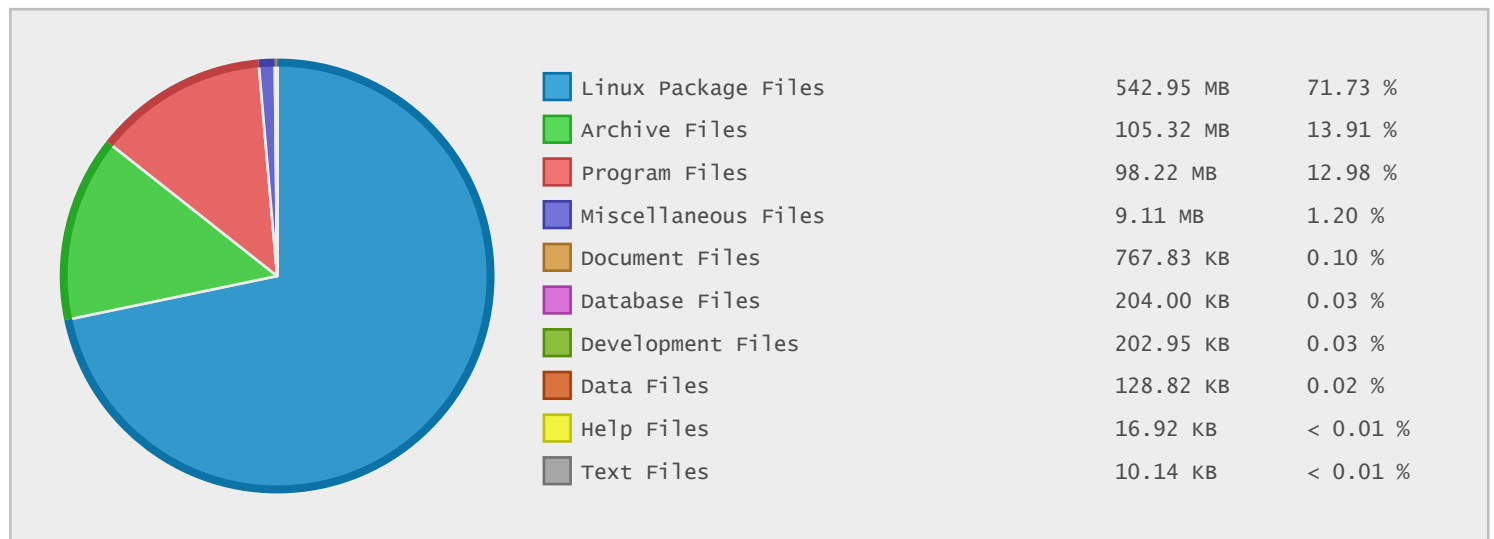 Linux Package Files 542.95 MB 71.73 %
Archive Files 105.32 MB 13.91 %
Program Files 98.22 MB 12.98 %
Miscellaneous Files 9.11 MB 1.20 %
Document Files 767.83 KB 0.10 %
Database Files 204.00 KB 0.03 %
Development Files 202.95 KB 0.03 %
Data Files 128.82 KB 0.02 %
Help Files 16.92 KB < 0.01 %
Text Files 10.14 KB < 0.01 %